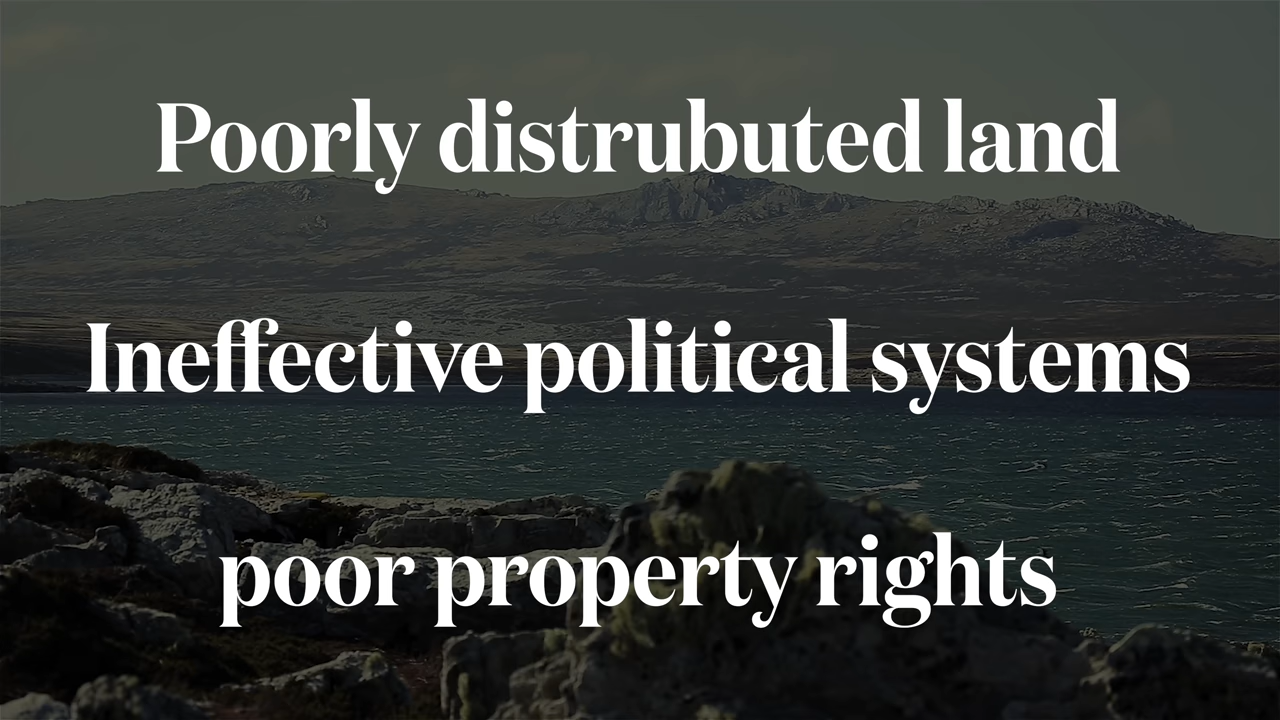 Poorly distrubuted land
Ineffective political systems
poor property rights